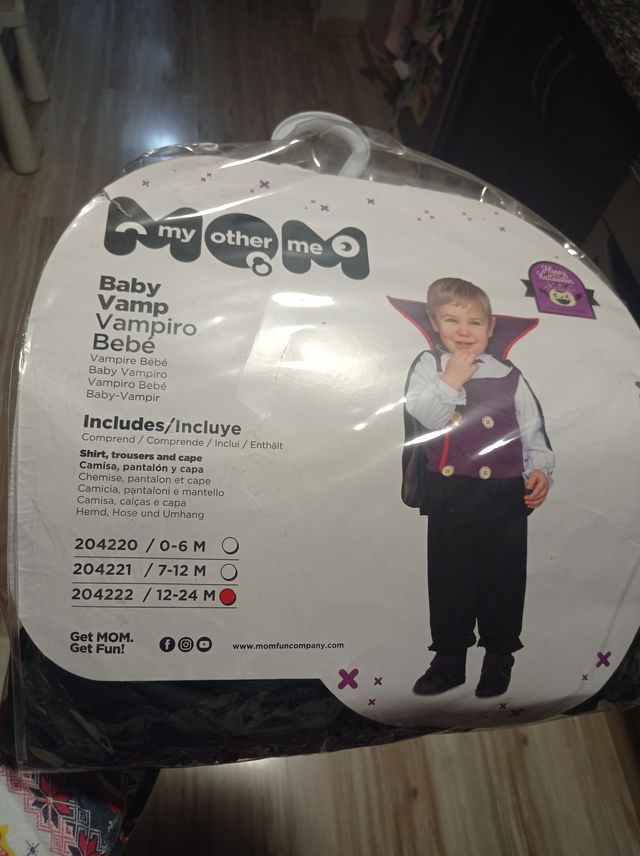 MOM
my other me
Happy
halloween
Baby
Vamp
Vampiro
Bebé
Vampire Bébé
Baby Vampiro
Vampiro Bebé
Baby-Vampir
Includes/Incluye
Comprend / Comprende / Inclui / Enthält
Shirt, trousers and cape
Camisa, pantalón y capa
Chemise, pantalon et cape
Camicia, pantaloni e mantello
Camisa, calças e capa
Hemd, Hose und Umhang
204220 / 0-6 M
204221 / 7-12 M
204222 / 12-24 M
Get MOM.
Get Fun!
www.momfuncompany.com